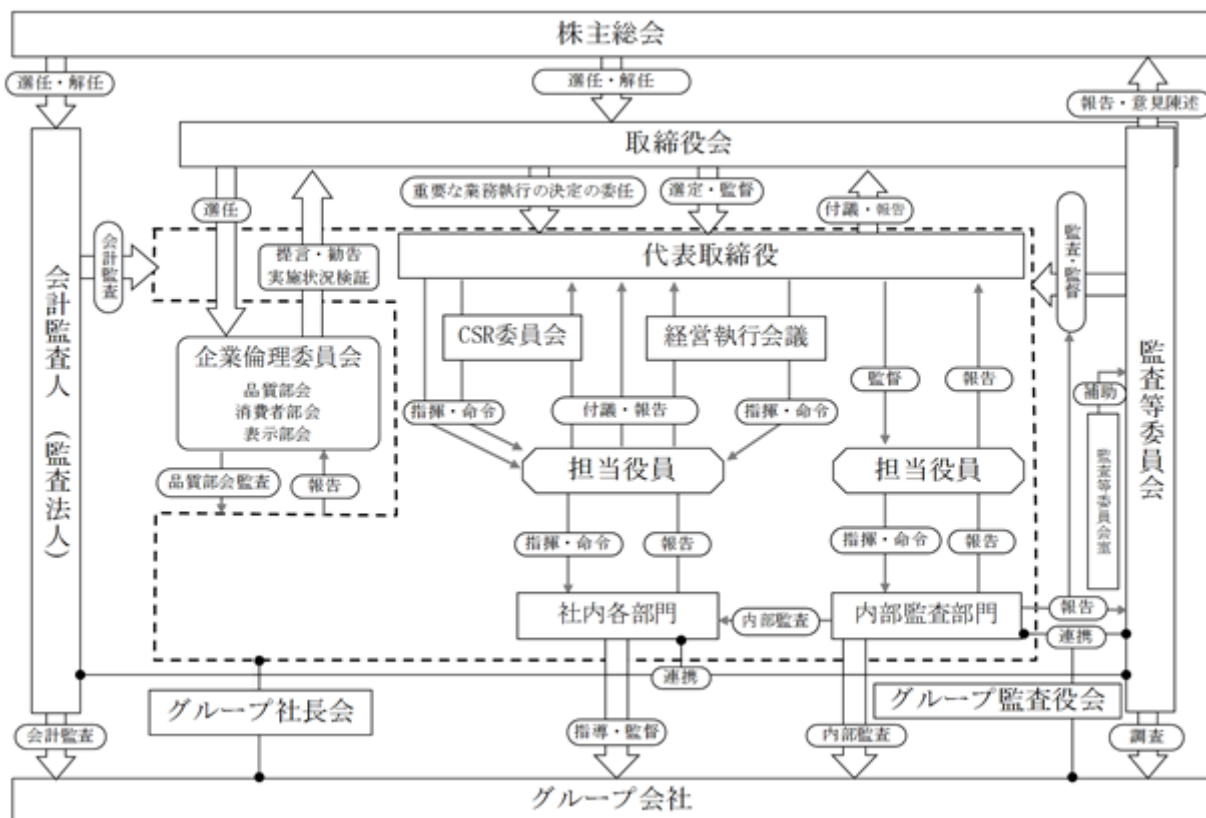 株主総会
選任・解任
選任・解任
報告・意見陳述
取締役会
選任
提言・勧告
実施状況検証
重要な業務執行の決定の委任
選定・監督
付議・報告
会計監査
監査・監督
代表取締役
会計監査人（監査法人）
監査等委員会
CSR委員会
経営執行会議
企業倫理委員会
品質部会
消費者部会
表示部会
指揮・命令
付議・報告
指揮・命令
監督
報告
補助
監査等委員会室
担当役員
担当役員
品質部会監査
報告
指揮・命令
報告
指揮・命令
報告
社内各部門
内部監査
内部監査部門
報告
連携
連携
グループ社長会
グループ監査役会
会計監査
指導・監督
内部監査
調査
グループ会社